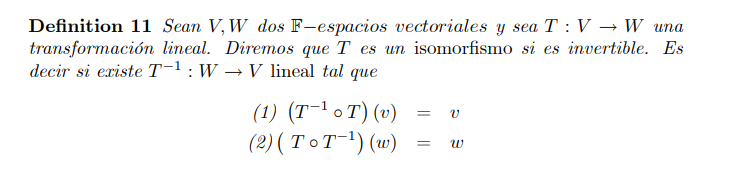 Definition 11 Sean V, W dos 𝔽−espacios vectoriales y sea T : V → W una
transformación lineal. Diremos que T es un isomorfismo si es invertible. Es
decir si existe T⁻¹ : W → V lineal tal que
(1) (T⁻¹ ∘ T) (v) = v
(2) ( T ∘ T⁻¹) (w) = w